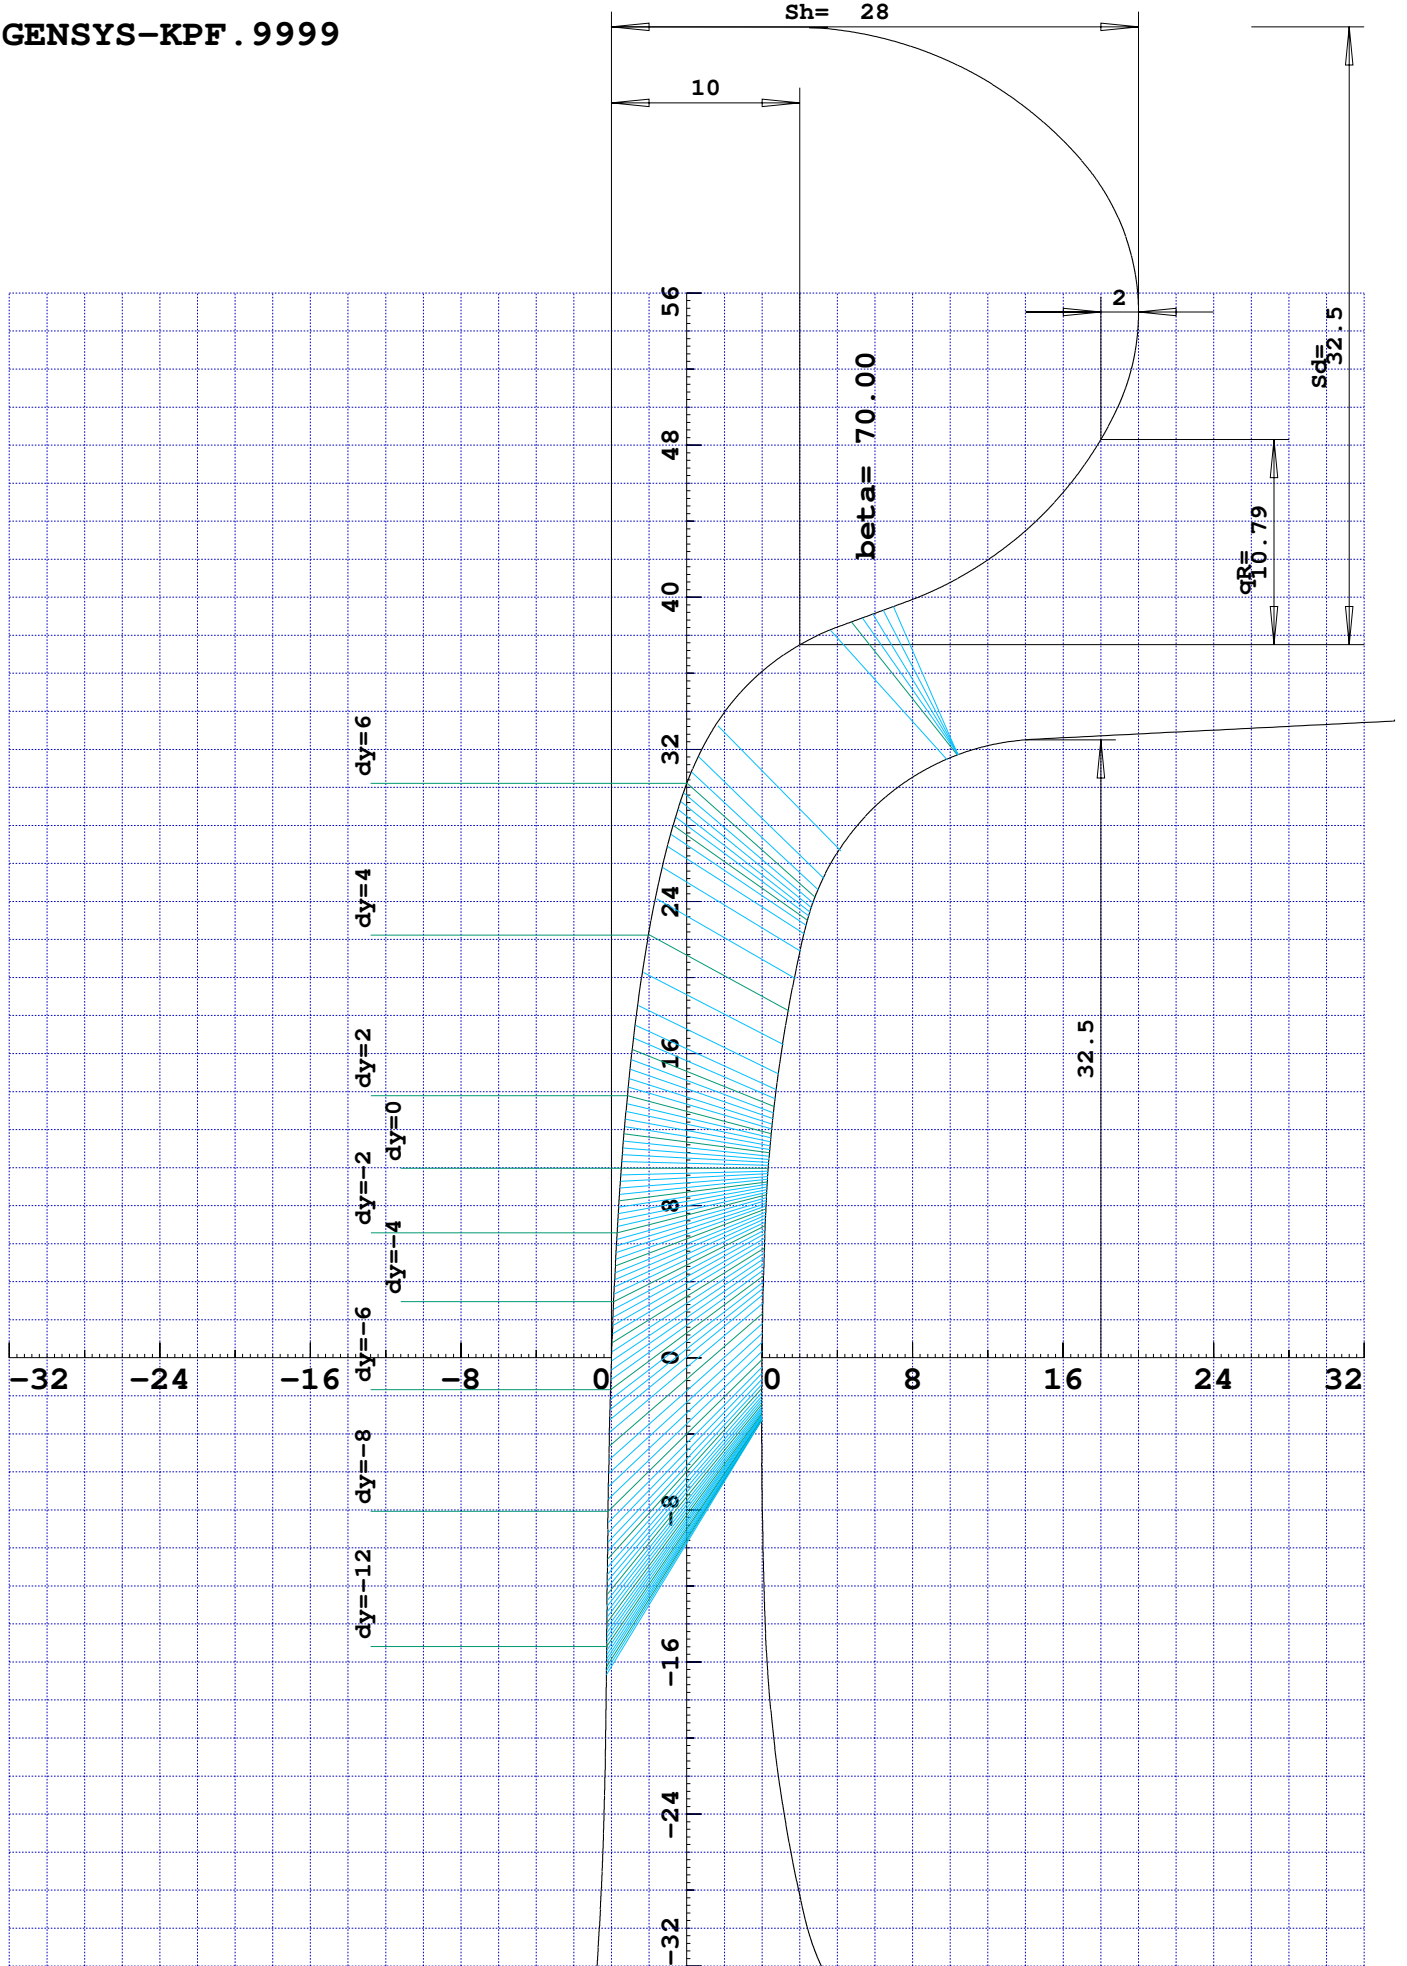 GENSYS-KPF.9999
Sh= 28
10
2
Sd=
32.5
beta= 70.00
qR=
10.79
32.5
dy=6
dy=4
dy=2
dy=0
dy=-2
dy=-4
dy=-6
dy=-8
dy=-12
56
48
40
32
24
16
8
0
-8
-16
-24
-32
-32 -24 -16 -8 0 0 8 16 24 32